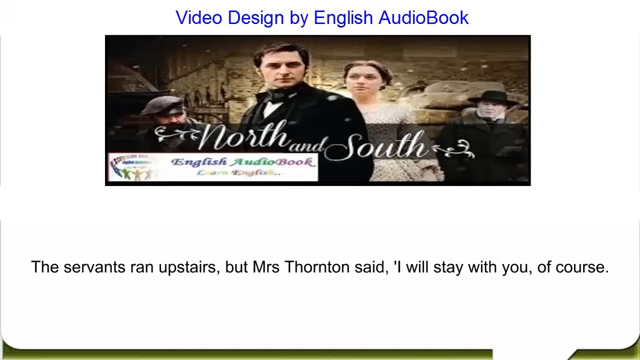 Video Design by English AudioBook
North and South
English AudioBook
Learn English...
The servants ran upstairs, but Mrs Thornton said, 'I will stay with you, of course.